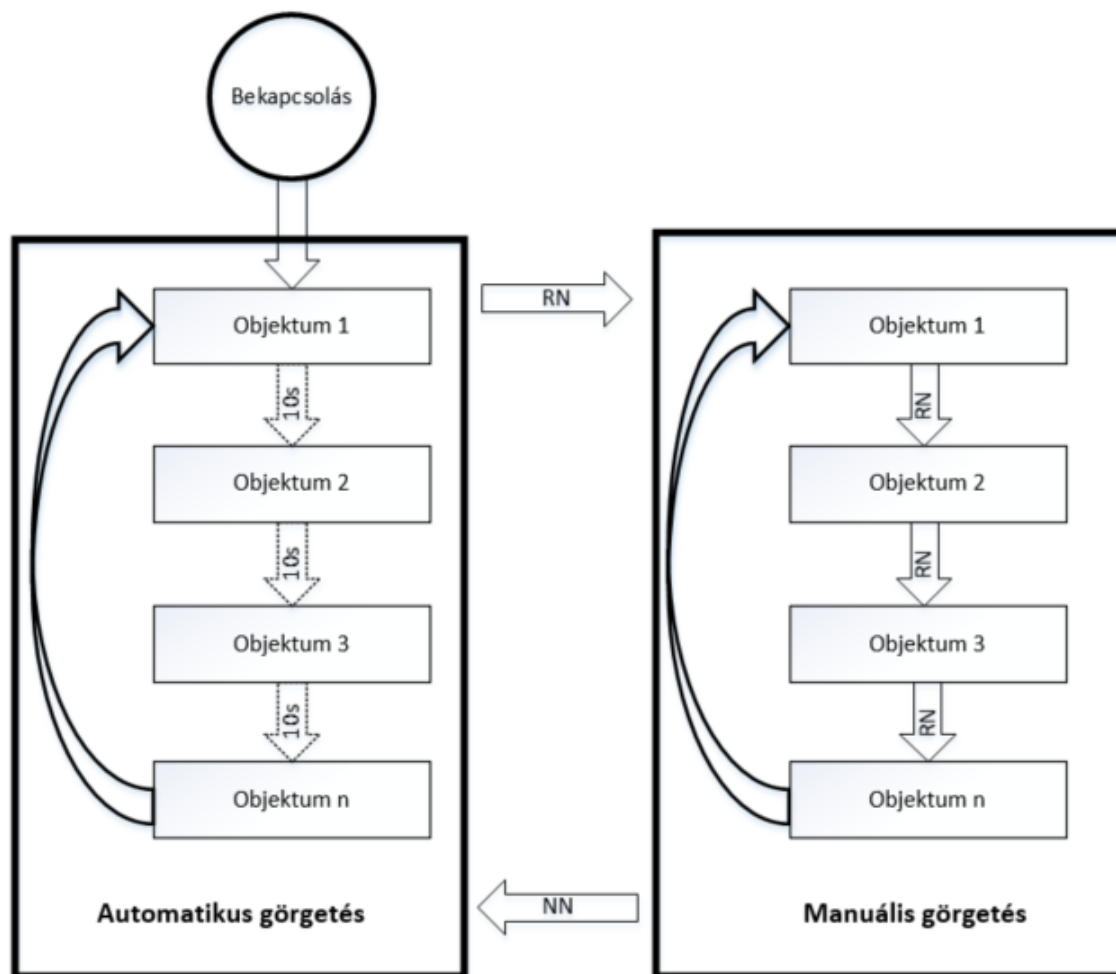 Bekapcsolás
Objektum 1
10s
Objektum 2
10s
Objektum 3
10s
Objektum n
Automatikus görgetés
RN
NN
Objektum 1
RN
Objektum 2
RN
Objektum 3
RN
Objektum n
Manuális görgetés